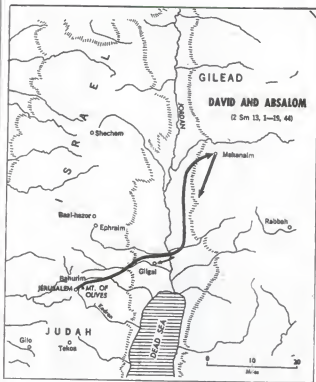 GILEAD
DAVID AND ABSALOM
(2 Sm 13, 1–19, 44)
ISRAEL
JORDAN
Shechem
Mahanaim
Baal-hazor
Ephraim
Rabbah
Bahurim
Gilgal
JERUSALEM
MT. OF
OLIVES
Kedron
JUDAH
DEAD SEA
Gilo
Tekoa
0 10 20
Miles